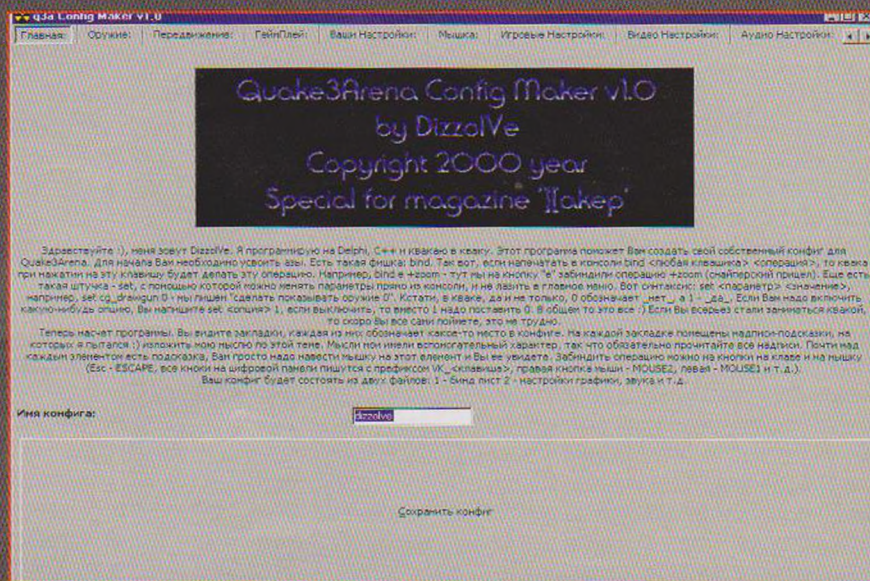 q3a Config Maker v1.0
Главная: Оружие: Передвижение: ГеймПлей: Ваши Настройки: Мышка: Игровые Настройки: Видео Настройки: Аудио Настройки:
Quake3Arena Config Maker v1.0
by DizzolVe
Copyright 2000 year
Special for magazine '][akep'
Здравствуйте :), меня зовут DizzolVe. Я программирую на Delphi, C++ и квакаю в кваку. Этот программа поможет Вам создать свой собственный конфиг для
Quake3Arena. Для начала Вам необходимо усвоить азы. Есть такая фишка: bind. Так вот, если напечатать в консоли bind <любая клавишка> <операция>, то квака
при нажатии на эту клавишу будет делать эту операцию. Например, bind e +zoom - тут мы на кнопку "e" забиндили операцию +zoom (снайперский прицел). Еще есть
такая штучка - set, с помощью которой можно менять параметры прямо из консоли, и не лазить в главное меню. Вот синтаксис: set <параметр> <значение>,
например, set cg_drawgun 0 - мы пишем "сделать показывать оружие 0". Кстати, в кваке, да и не только, 0 обозначает _нет_, а 1 - _да_. Если Вам надо включить
какую-нибудь опцию, Вы напишите set <опция> 1, если выключить, то вместо 1 надо поставить 0. В общем то это все :) Если Вы всерьез стали заниматься квакой,
то скоро Вы все сами поймете, это не трудно.
Теперь насчет программы. Вы видите закладки, каждая из них обозначает какое-то место в конфиге. На каждой закладке помещены надписи-подсказки, на
которых я пытался :) изложить мою мысль по этой теме. Мысли мои имеют вспомогательный характер, так что обязательно прочитайте все надписи. Почти над
каждым элементом есть подсказка, Вам просто надо навести мышку на этот элемент и Вы ее увидете. Забиндить операцию можно на кнопки на клаве и на мышку
(Esc - ESCAPE, все кноки на цифровой панели пишутся с префиксом VK_<клавиша>, правая кнопка мыши - MOUSE2, левая - MOUSE1 и т.д.).
Ваш конфиг будет состоять из двух файлов: 1 - бинд лист 2 - настройки графики, звука и т.д.
Имя конфига:
dizzolve
Сохранить конфиг